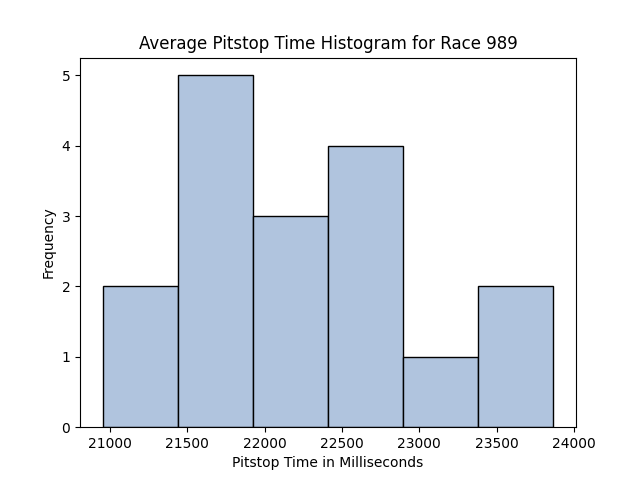 Average Pitstop Time Histogram for Race 989
Frequency
5
4
3
2
1
0
21000 21500 22000 22500 23000 23500 24000
Pitstop Time in Milliseconds